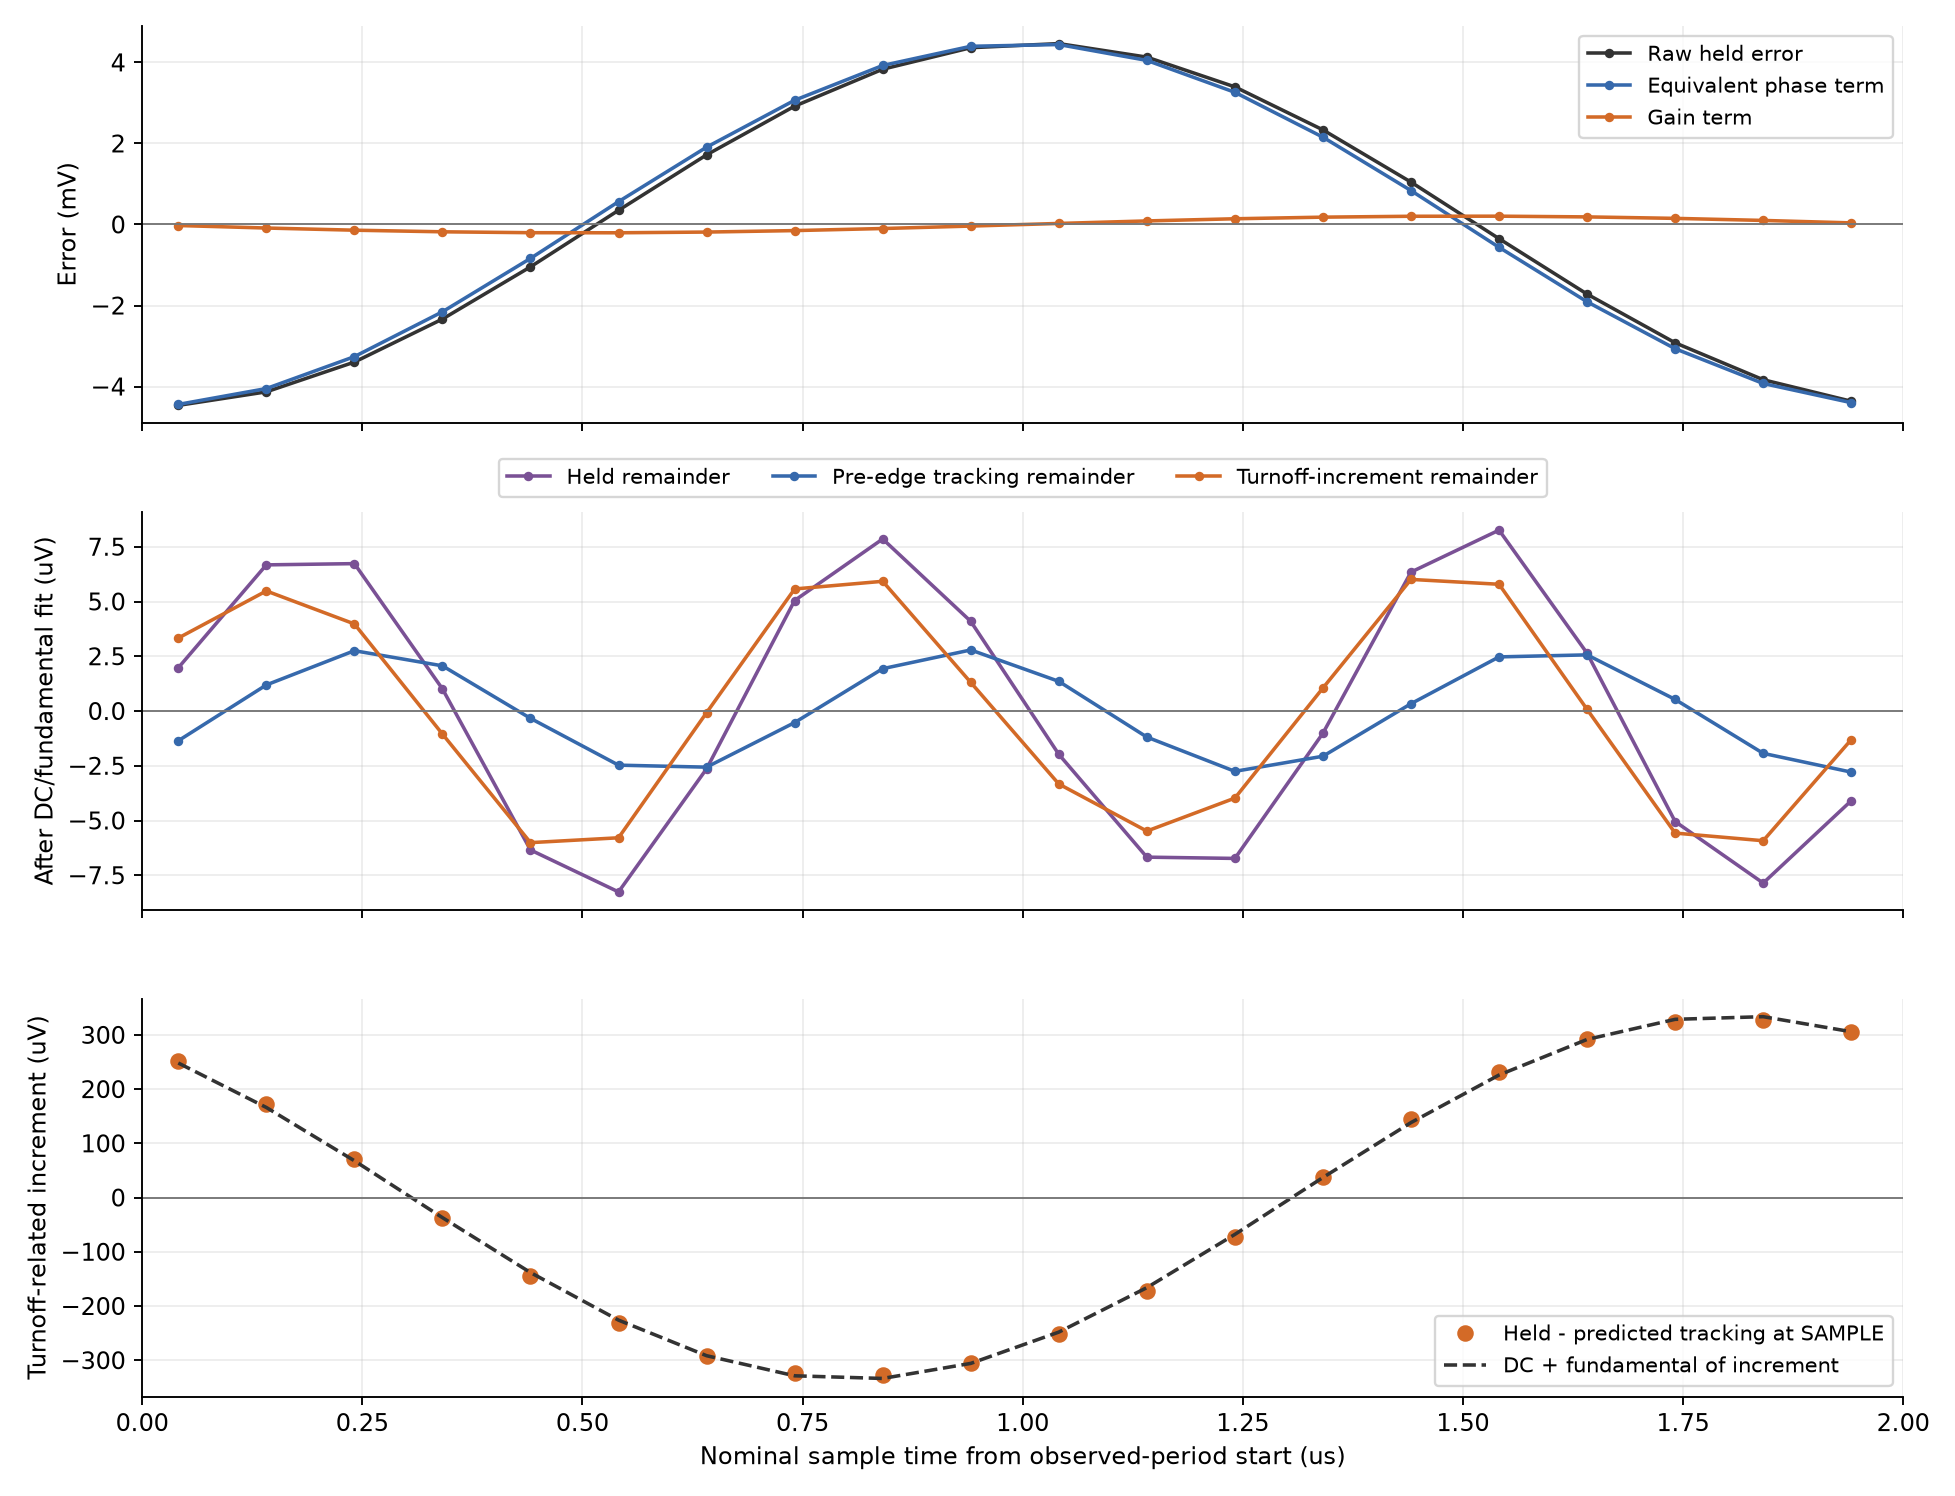 Error (mV)
4
2
0
−2
−4
Raw held error
Equivalent phase term
Gain term
Held remainder
Pre-edge tracking remainder
Turnoff-increment remainder
After DC/fundamental fit (uV)
7.5
5.0
2.5
0.0
−2.5
−5.0
−7.5
Turnoff-related increment (uV)
300
200
100
0
−100
−200
−300
Held - predicted tracking at SAMPLE
DC + fundamental of increment
0.00 0.25 0.50 0.75 1.00 1.25 1.50 1.75 2.00
Nominal sample time from observed-period start (us)